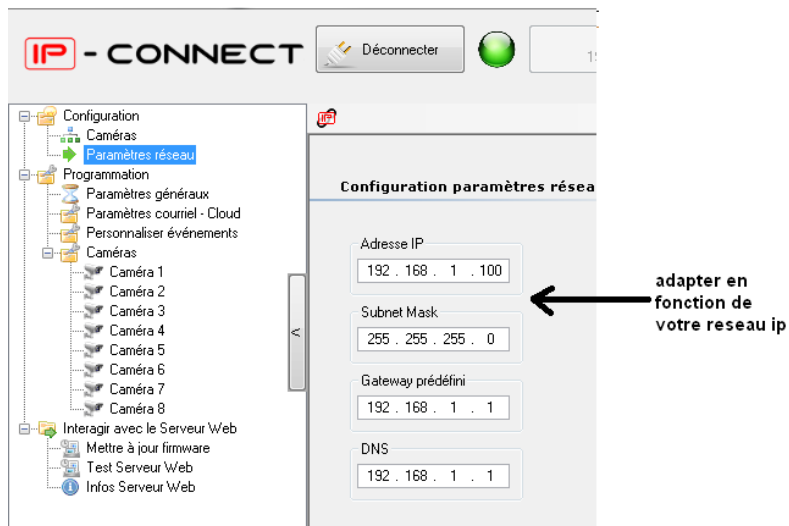 IP - CONNECT
Déconnecter
19
Configuration
Caméras
Paramètres réseau
Programmation
Paramètres généraux
Paramètres courriel - Cloud
Personnaliser événements
Caméras
Caméra 1
Caméra 2
Caméra 3
Caméra 4
Caméra 5
Caméra 6
Caméra 7
Caméra 8
Interagir avec le Serveur Web
Mettre à jour firmware
Test Serveur Web
Infos Serveur Web
<
IP
Configuration paramètres résea
Adresse IP
192 . 168 . 1 . 100
Subnet Mask
255 . 255 . 255 . 0
Gateway prédéfini
192 . 168 . 1 . 1
DNS
192 . 168 . 1 . 1
adapter en
fonction de
votre reseau ip